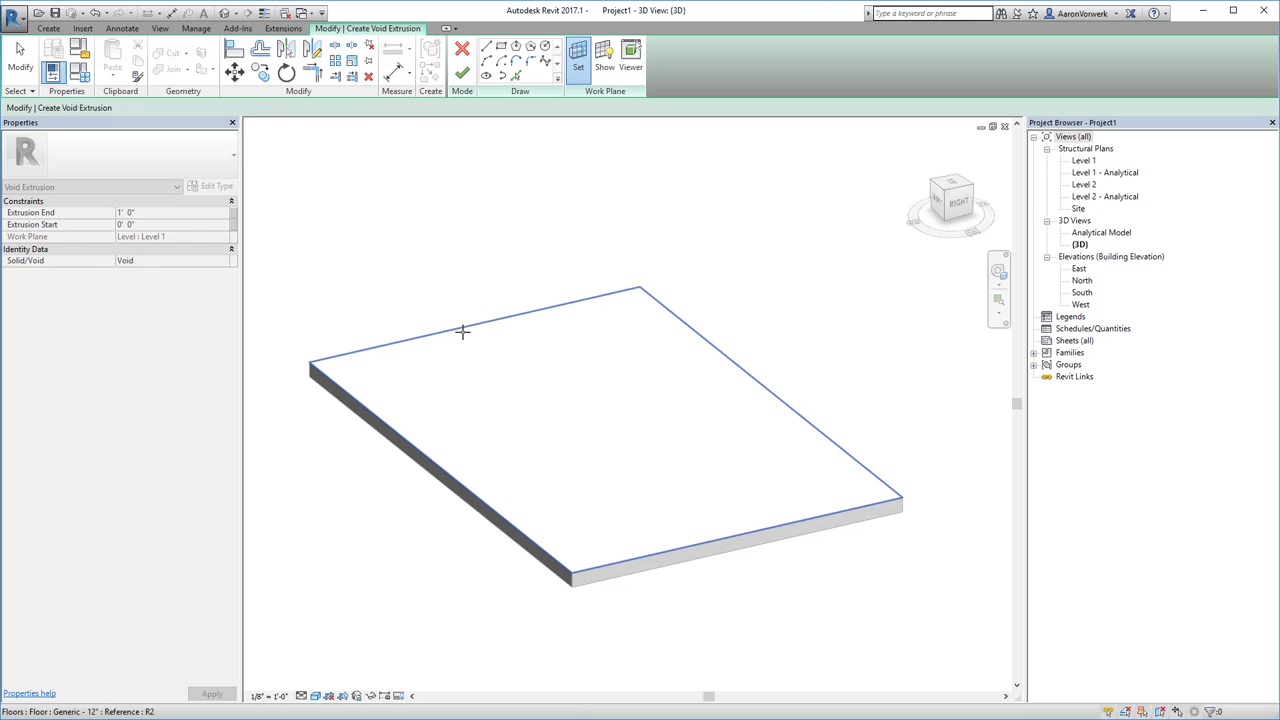 Autodesk Revit 2017.1 - Project1 - 3D View: {3D}
Type a keyword or phrase
AaronVorwerk
Create Insert Annotate View Manage Add-Ins Extensions Modify | Create Void Extrusion
Modify
Paste
Cut
Join
Create
Set Show Viewer
Select Properties Clipboard Geometry Modify Measure Create Mode Draw Work Plane
Modify | Create Void Extrusion
Properties
R
Void Extrusion
Edit Type
Constraints
Extrusion End 1' 0"
Extrusion Start 0' 0"
Work Plane Level : Level 1
Identity Data
Solid/Void Void
Properties help
Apply
RIGHT
Project Browser - Project1
Views (all)
Structural Plans
Level 1
Level 1 - Analytical
Level 2
Level 2 - Analytical
Site
3D Views
Analytical Model
{3D}
Elevations (Building Elevation)
East
North
South
West
Legends
Schedules/Quantities
Sheets (all)
Families
Groups
Revit Links
1/8" = 1'-0"
Floors : Floor : Generic - 12" : Reference : R2
:0